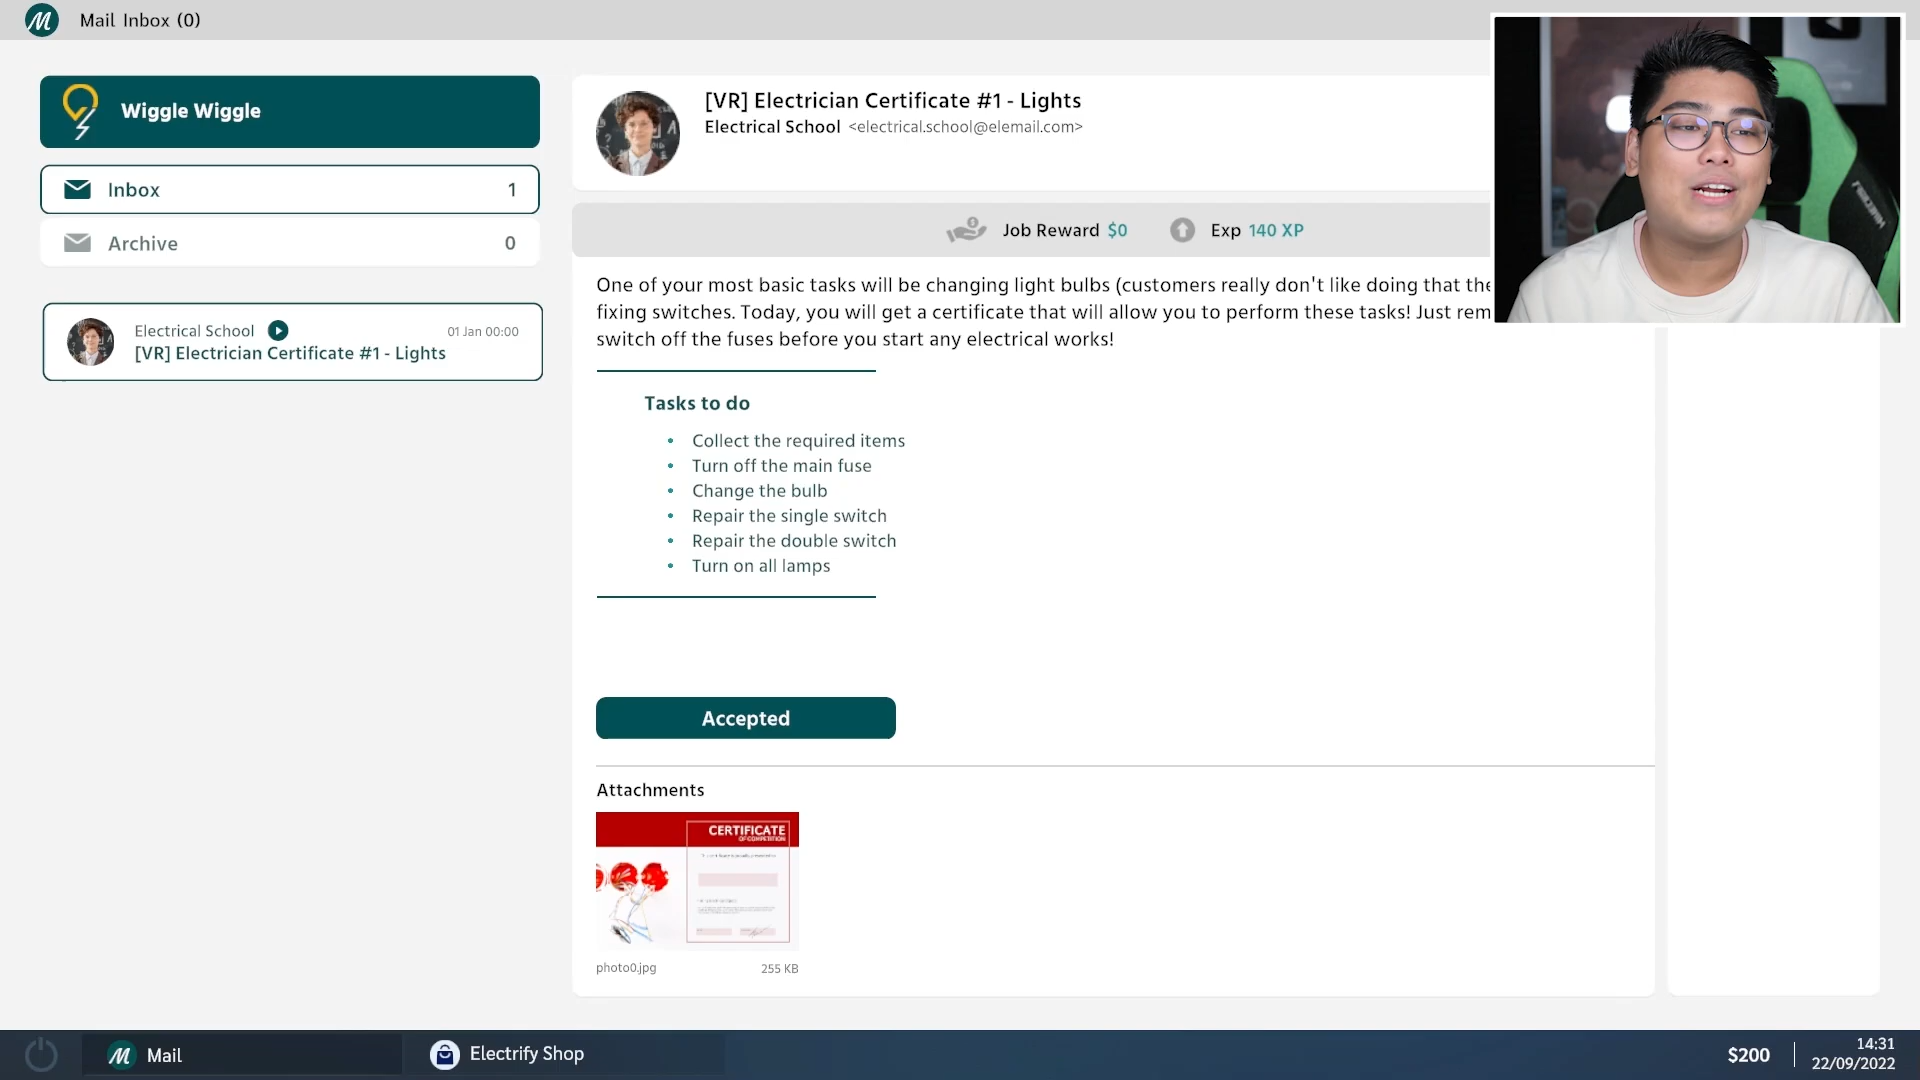 Mail Inbox (0)
Wiggle Wiggle
Inbox 1
Archive 0
Electrical School 01 Jan 00:00
[VR] Electrician Certificate #1 - Lights
[VR] Electrician Certificate #1 - Lights
Electrical School <electrical.school@elemail.com>
Job Reward $0 Exp 140 XP
One of your most basic tasks will be changing light bulbs (customers really don't like doing that the
fixing switches. Today, you will get a certificate that will allow you to perform these tasks! Just rem
switch off the fuses before you start any electrical works!
Tasks to do
• Collect the required items
• Turn off the main fuse
• Change the bulb
• Repair the single switch
• Repair the double switch
• Turn on all lamps
Accepted
Attachments
CERTIFICATE
OF COMPETITION
photo0.jpg 255 KB
Mail
Electrify Shop
$200
14:31
22/09/2022